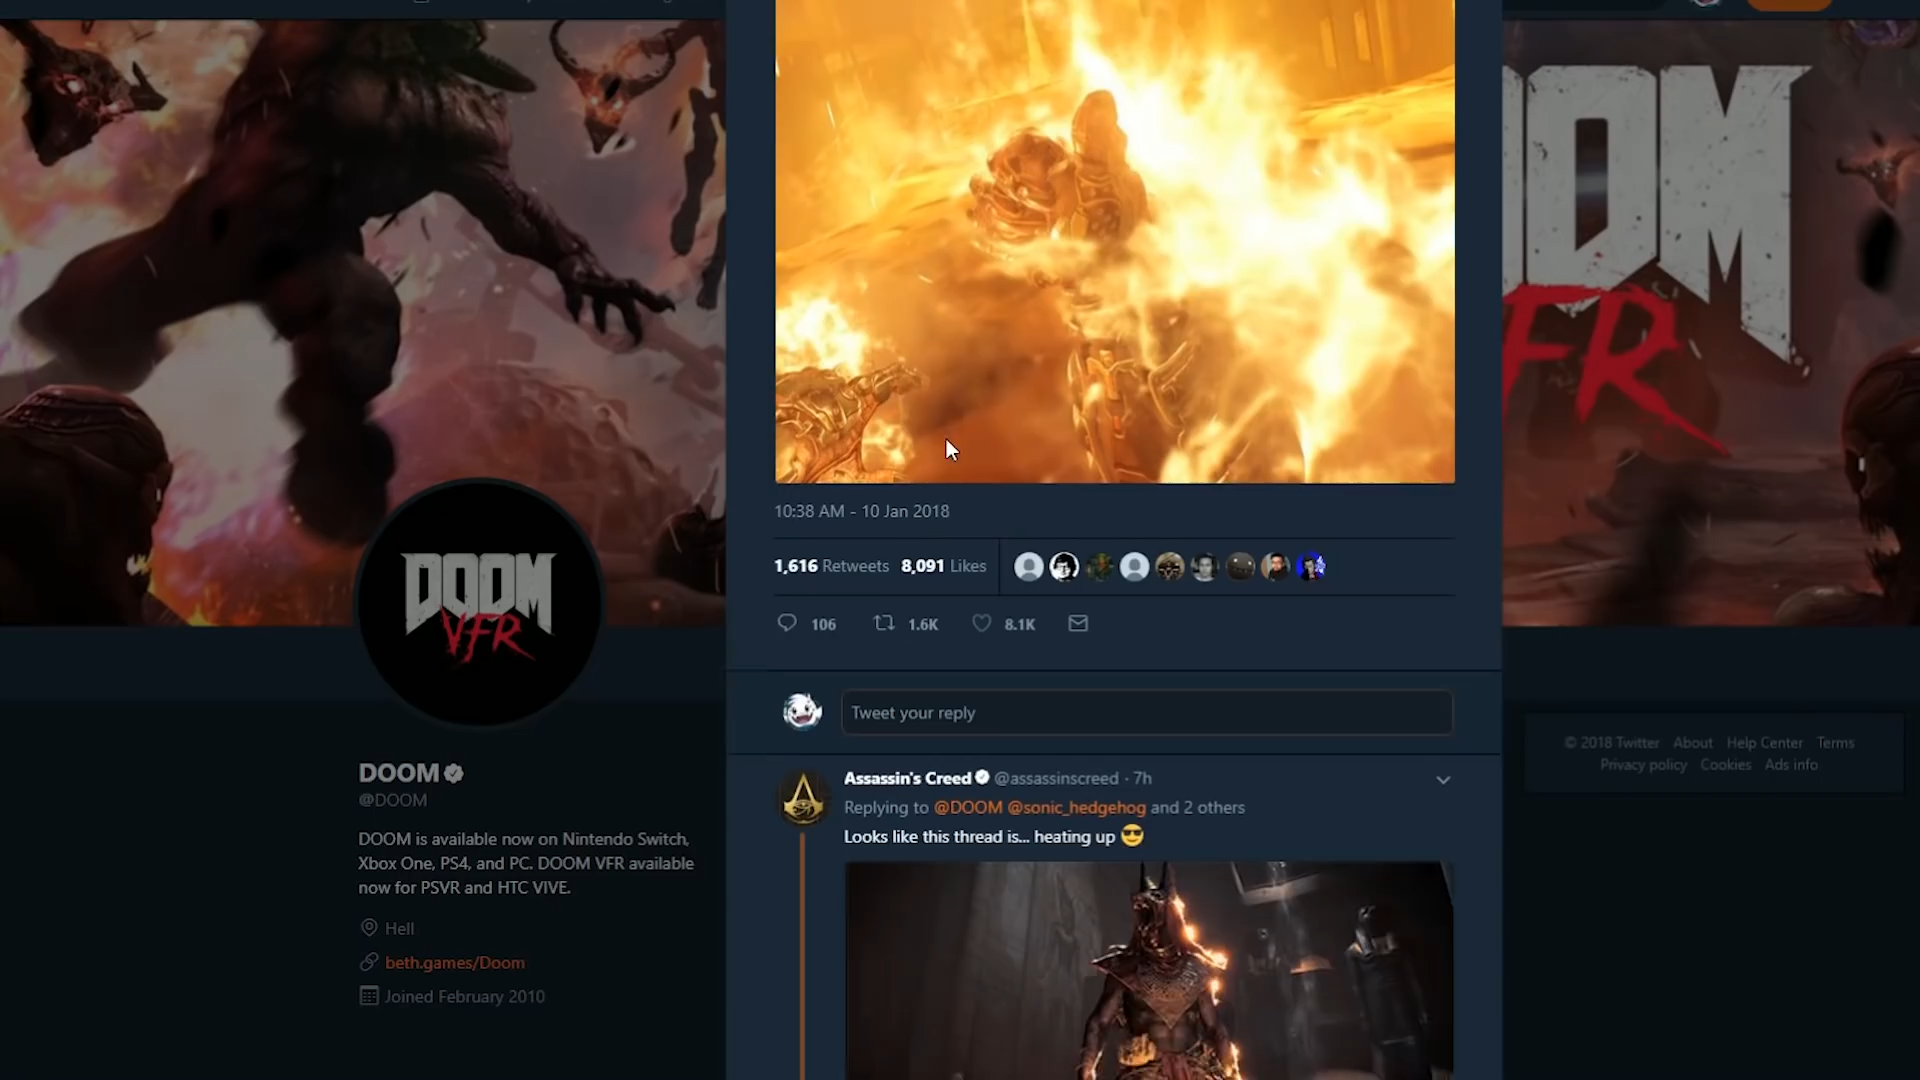 OOM
FR
10:38 AM - 10 Jan 2018
1,616 Retweets 8,091 Likes
106 1.6K 8.1K
Tweet your reply
DOOM
VFR
DOOM
@DOOM
DOOM is available now on Nintendo Switch,
Xbox One, PS4, and PC. DOOM VFR available
now for PSVR and HTC VIVE.
Hell
beth.games/Doom
Joined February 2010
Assassin's Creed @assassinscreed · 7h
Replying to @DOOM @sonic_hedgehog and 2 others
Looks like this thread is... heating up 😎
© 2018 Twitter About Help Center Terms
Privacy policy Cookies Ads info